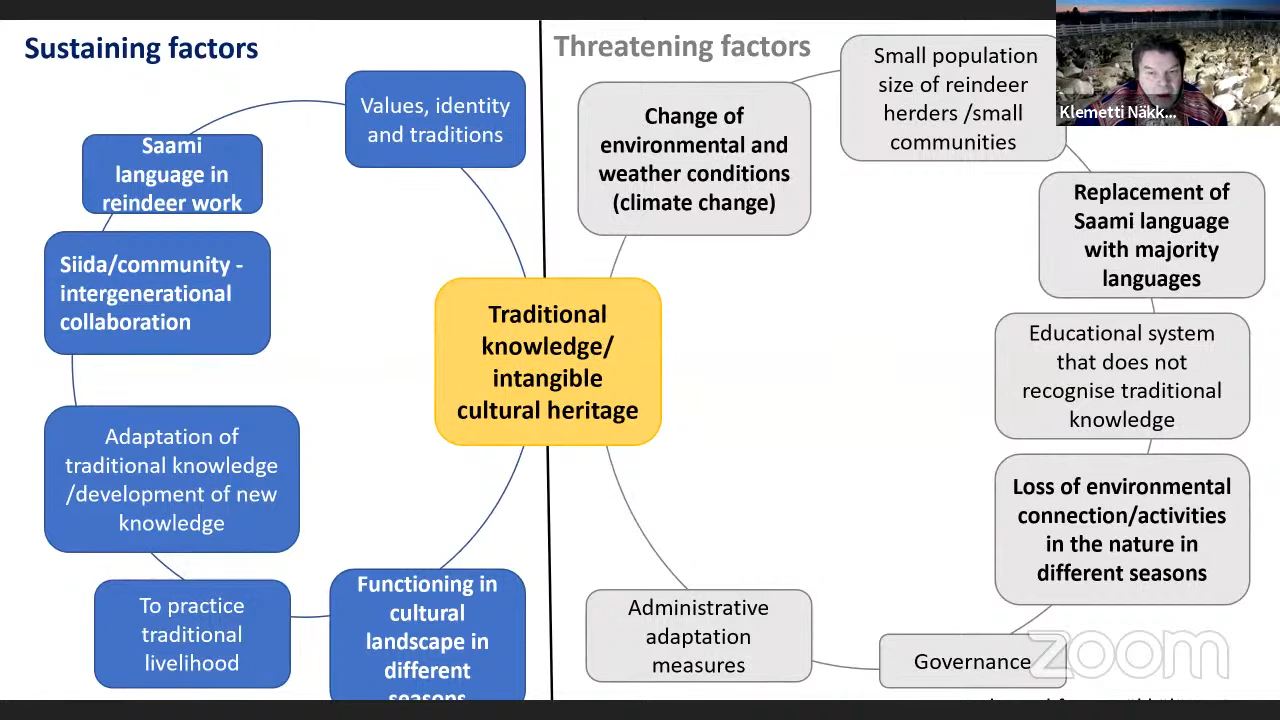 Sustaining factors
Values, identity
and traditions
Saami
language in
reindeer work
Siida/community -
intergenerational
collaboration
Adaptation of
traditional knowledge
/development of new
knowledge
To practice
traditional
livelihood
Functioning in
cultural
landscape in
different
seasons
Traditional
knowledge/
intangible
cultural heritage
Threatening factors
Change of
environmental and
weather conditions
(climate change)
Small population
size of reindeer
herders /small
communities
Replacement of
Saami language
with majority
languages
Educational system
that does not
recognise traditional
knowledge
Loss of environmental
connection/activities
in the nature in
different seasons
Governance
Administrative
adaptation
measures
Klemetti Näkk...
zoom